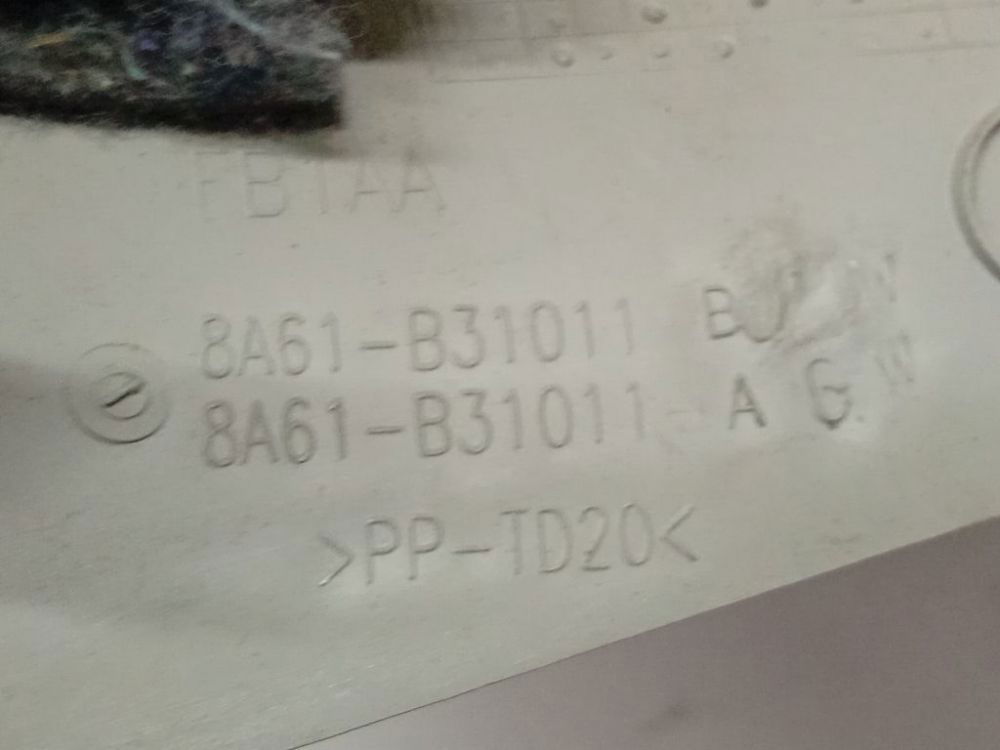 FB1AA
8A61-B31011 B
8A61-B31011-A G W
>PP-TD20<